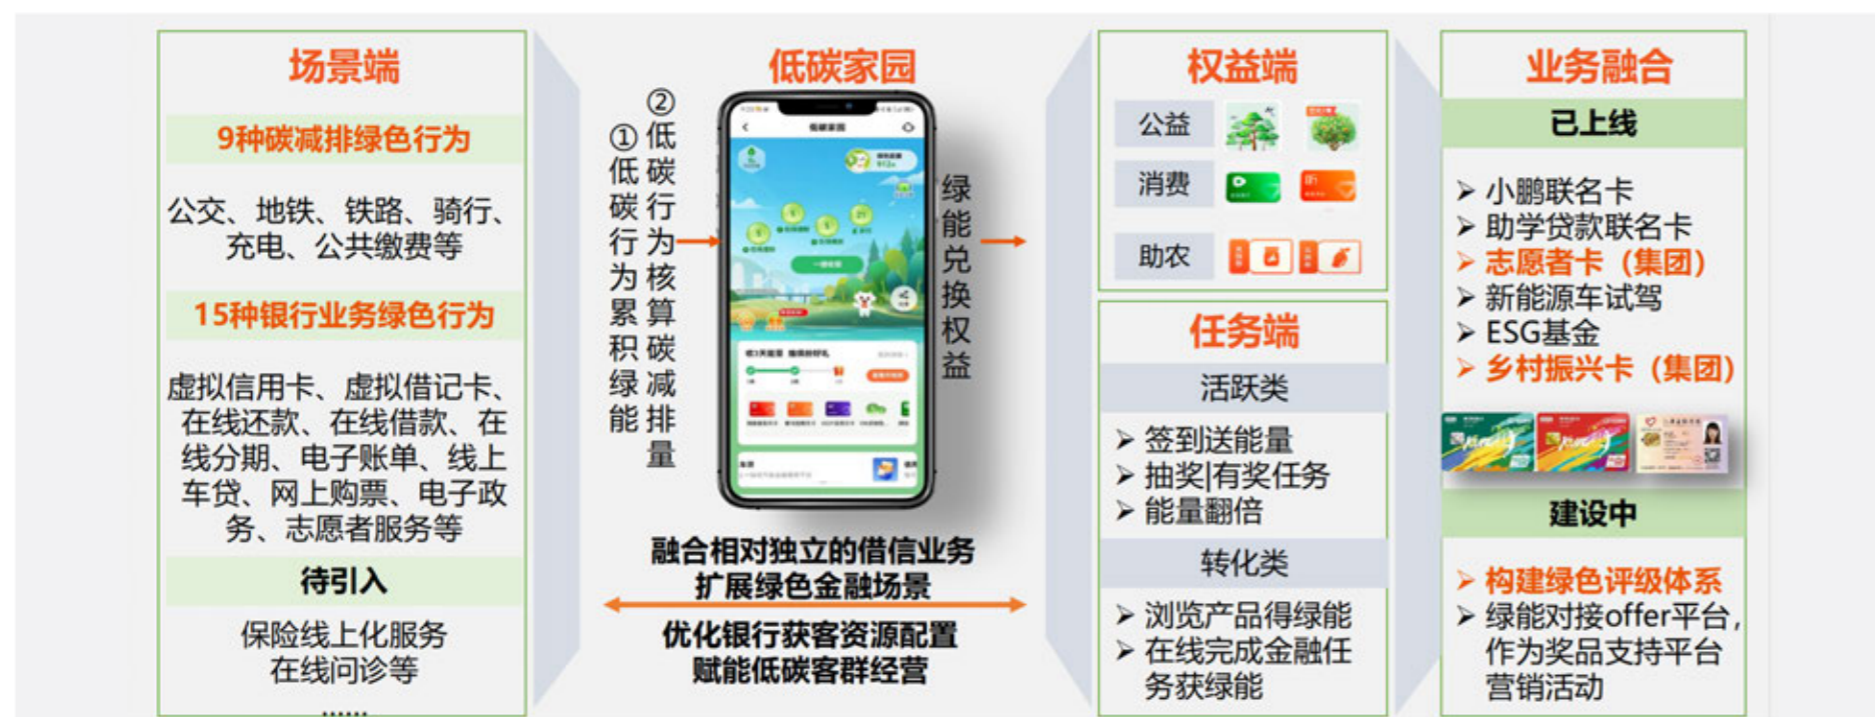 场景端
9种碳减排绿色行为
公交、地铁、铁路、骑行、
充电、公共缴费等
15种银行业务绿色行为
虚拟信用卡、虚拟借记卡、
在线还款、在线借款、在
线分期、电子账单、线上
车贷、网上购票、电子政
务、志愿者服务等
待引入
保险线上化服务
在线问诊等
……
①低碳行为累积绿能
②低碳行为核算碳减排量
低碳家园
低碳家园
绿能兑换权益
融合相对独立的借信业务
扩展绿色金融场景
优化银行获客资源配置
赋能低碳客群经营
权益端
公益
消费
助农
任务端
活跃类
➢ 签到送能量
➢ 抽奖|有奖任务
➢ 能量翻倍
转化类
➢ 浏览产品得绿能
➢ 在线完成金融任
务获绿能
业务融合
已上线
➢ 小鹏联名卡
➢ 助学贷款联名卡
➢ 志愿者卡（集团）
➢ 新能源车试驾
➢ ESG基金
➢ 乡村振兴卡（集团）
建设中
➢ 构建绿色评级体系
➢ 绿能对接offer平台，
作为奖品支持平台
营销活动